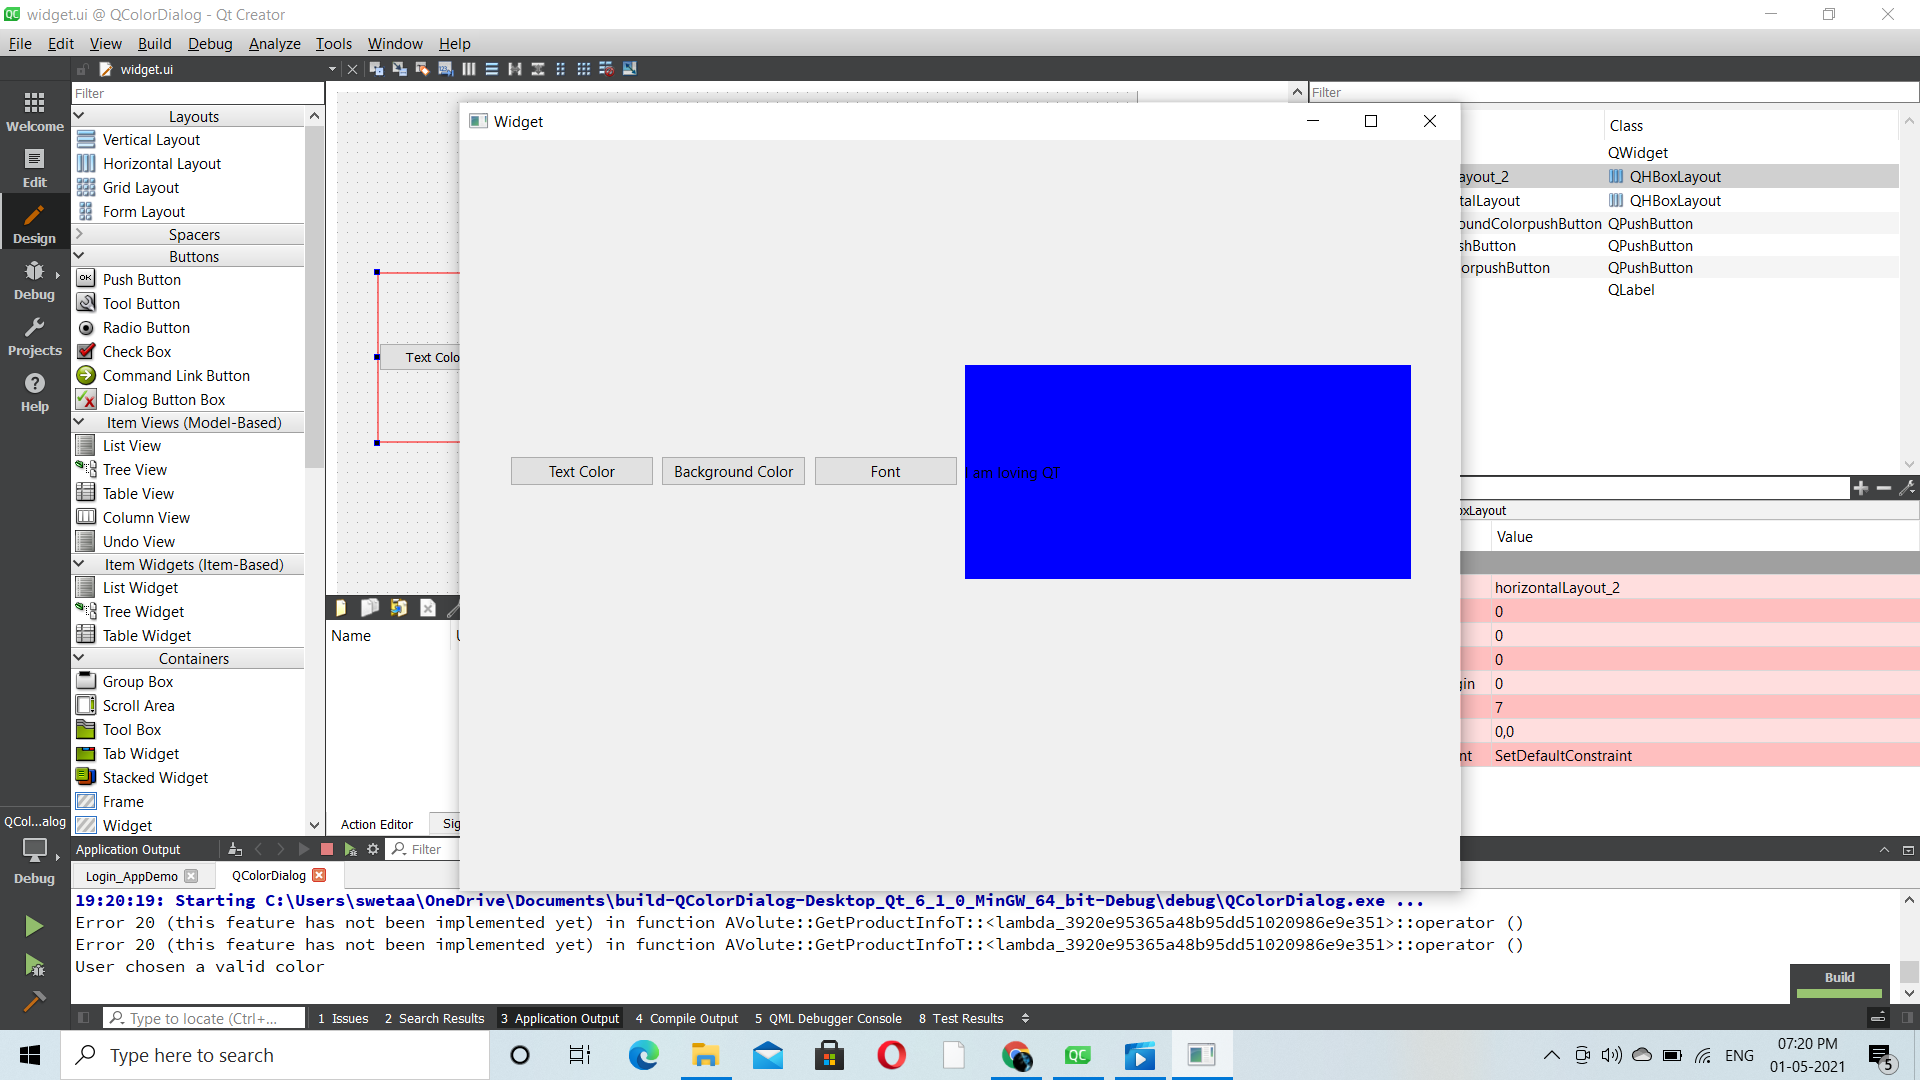 QC widget.ui @ QColorDialog - Qt Creator
File Edit View Build Debug Analyze Tools Window Help
widget.ui
Filter
Welcome
Edit
Design
Debug
Projects
Help
QCol...alog
Debug
Layouts
Vertical Layout
Horizontal Layout
Grid Layout
Form Layout
Spacers
Buttons
Push Button
Tool Button
Radio Button
Check Box
Command Link Button
Dialog Button Box
Item Views (Model-Based)
List View
Tree View
Table View
Column View
Undo View
Item Widgets (Item-Based)
List Widget
Tree Widget
Table Widget
Containers
Group Box
Scroll Area
Tool Box
Tab Widget
Stacked Widget
Frame
Widget
Text Colo
Name
Action Editor Sig
Widget
Text Color Background Color Font I am loving QT
Filter
Class
QWidget
ayout_2 QHBoxLayout
talLayout QHBoxLayout
oundColorpushButton QPushButton
shButton QPushButton
orpushButton QPushButton
QLabel
oxLayout
Value
horizontalLayout_2
0
0
0
gin 0
7
0,0
nt SetDefaultConstraint
Application Output Filter
Login_AppDemo QColorDialog
19:20:19: Starting C:\Users\swetaa\OneDrive\Documents\build-QColorDialog-Desktop_Qt_6_1_0_MinGW_64_bit-Debug\debug\QColorDialog.exe ...
Error 20 (this feature has not been implemented yet) in function AVolute::GetProductInfoT::<lambda_3920e95365a48b95dd51020986e9e351>::operator ()
Error 20 (this feature has not been implemented yet) in function AVolute::GetProductInfoT::<lambda_3920e95365a48b95dd51020986e9e351>::operator ()
User chosen a valid color
Build
Type to locate (Ctrl+... 1 Issues 2 Search Results 3 Application Output 4 Compile Output 5 QML Debugger Console 8 Test Results
Type here to search
QC
ENG
07:20 PM
01-05-2021
5